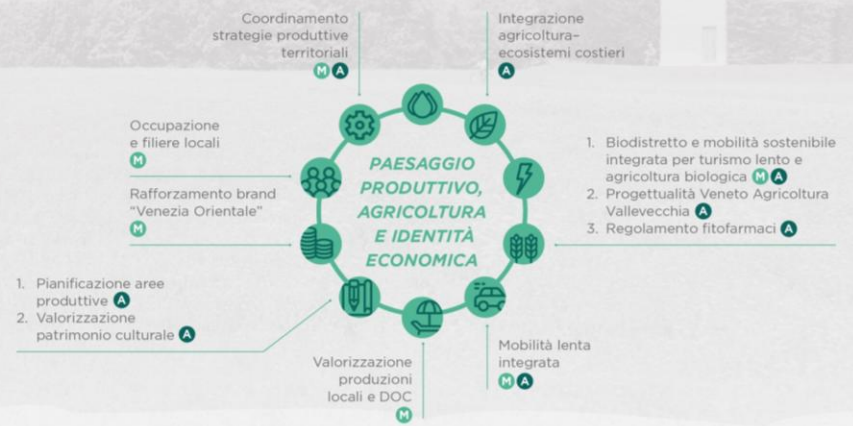 Coordinamento
strategie produttive
territoriali
M A
Integrazione
agricoltura–
ecosistemi costieri
A
Occupazione
e filiere locali
M
Rafforzamento brand
“Venezia Orientale”
M
1. Pianificazione aree
produttive A
2. Valorizzazione
patrimonio culturale A
PAESAGGIO
PRODUTTIVO,
AGRICOLTURA
E IDENTITÀ
ECONOMICA
1. Biodistretto e mobilità sostenibile
integrata per turismo lento e
agricoltura biologica M A
2. Progettualità Veneto Agricoltura
Vallevecchia A
3. Regolamento fitofarmaci A
Valorizzazione
produzioni
locali e DOC
M
Mobilità lenta
integrata
M A